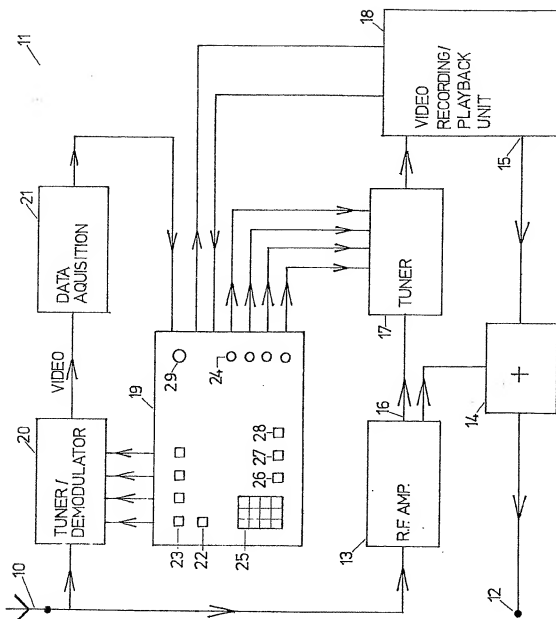 11
10
20
TUNER/
DEMODULATOR
VIDEO
21
DATA
AQUISITION
19
23
22
25
26
27
28
29
24
18
VIDEO
RECORDING/
PLAYBACK
UNIT
15
17
TUNER
16
13
R.F. AMP.
14
+
12